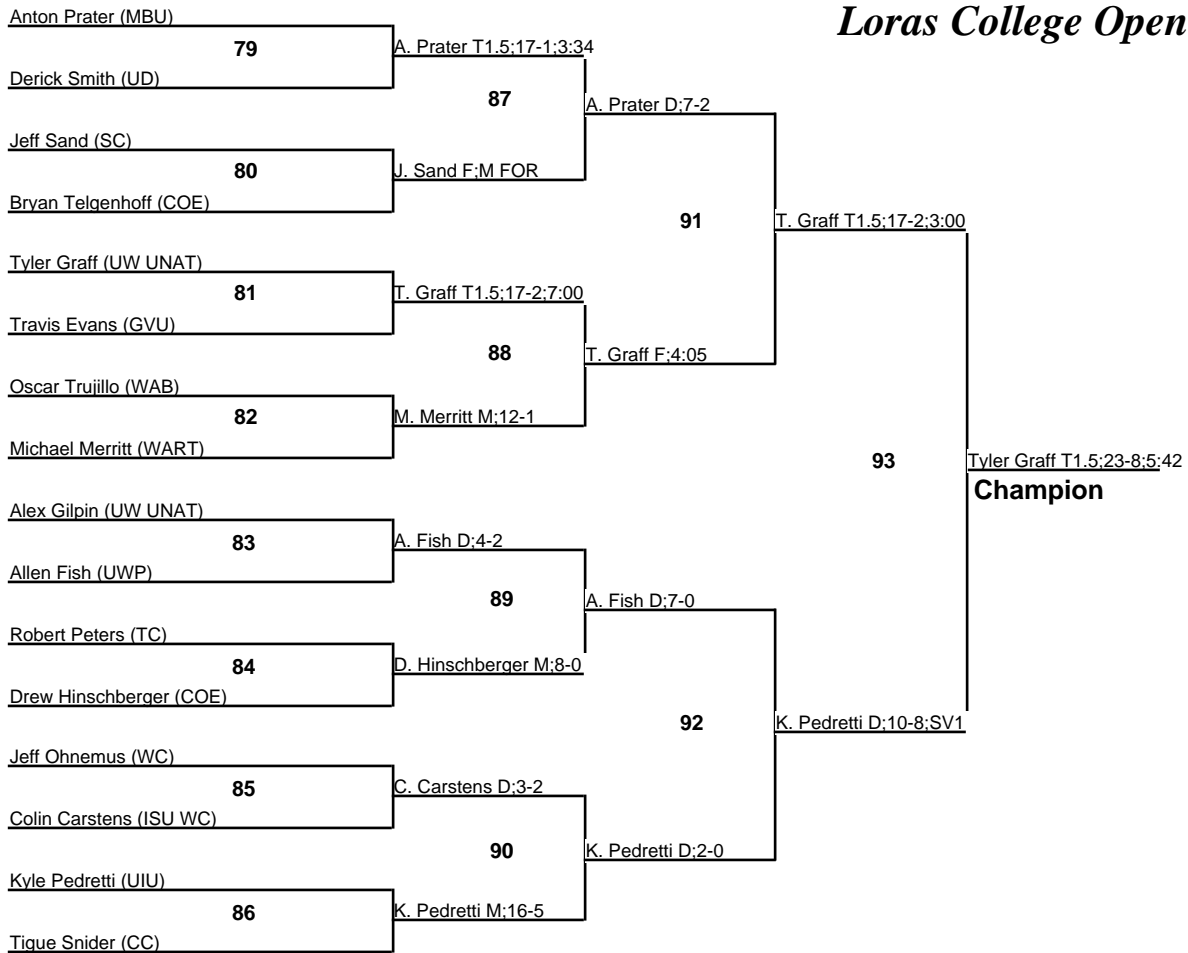 Loras College Open
Anton Prater (MBU)
79
A. Prater T1.5;17-1;3:34
Derick Smith (UD)
87
A. Prater D;7-2
Jeff Sand (SC)
80
J. Sand F;M FOR
Bryan Telgenhoff (COE)
91
T. Graff T1.5;17-2;3:00
Tyler Graff (UW UNAT)
81
T. Graff T1.5;17-2;7:00
Travis Evans (GVU)
88
T. Graff F;4:05
Oscar Trujillo (WAB)
82
M. Merritt M;12-1
Michael Merritt (WART)
93
Tyler Graff T1.5;23-8;5:42
Champion
Alex Gilpin (UW UNAT)
83
A. Fish D;4-2
Allen Fish (UWP)
89
A. Fish D;7-0
Robert Peters (TC)
84
D. Hinschberger M;8-0
Drew Hinschberger (COE)
92
K. Pedretti D;10-8;SV1
Jeff Ohnemus (WC)
85
C. Carstens D;3-2
Colin Carstens (ISU WC)
90
K. Pedretti D;2-0
Kyle Pedretti (UIU)
86
K. Pedretti M;16-5
Tigue Snider (CC)